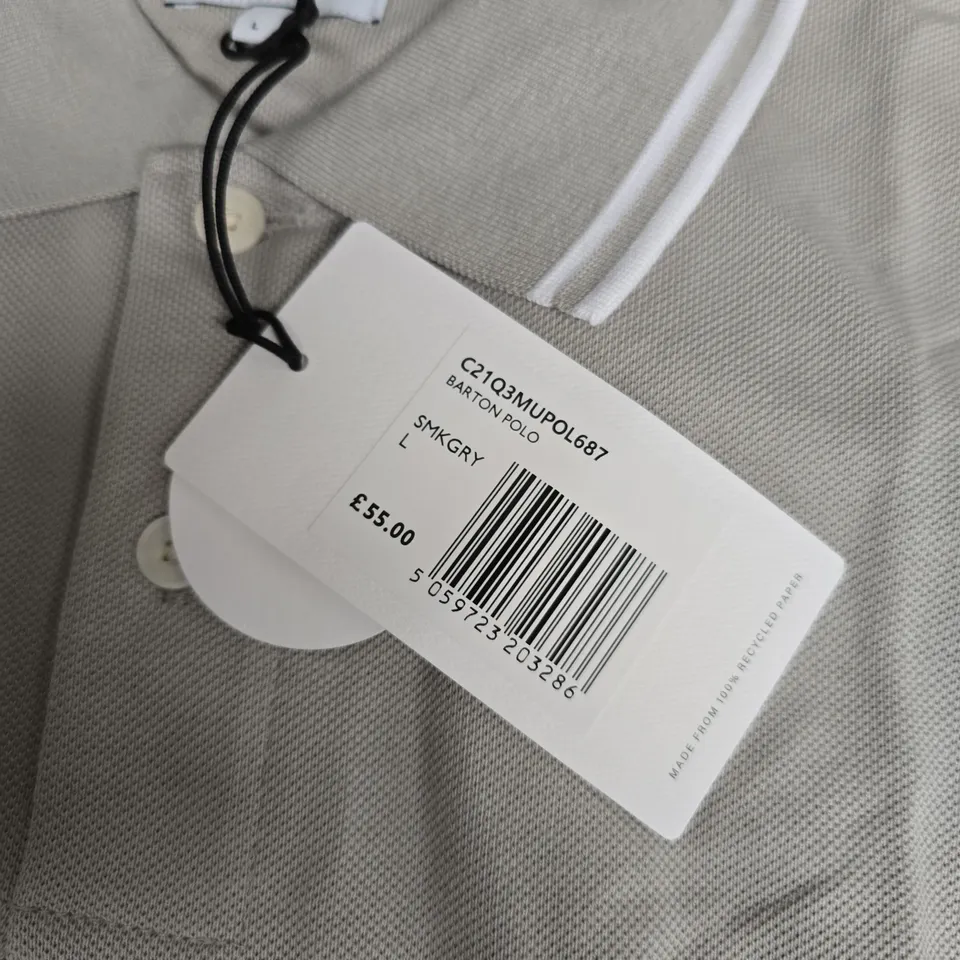 L
C21Q3MUPOL687
BARTON POLO
SMKGRY
L
£55.00
5 059723 203286
MADE FROM 100% RECYCLED PAPER